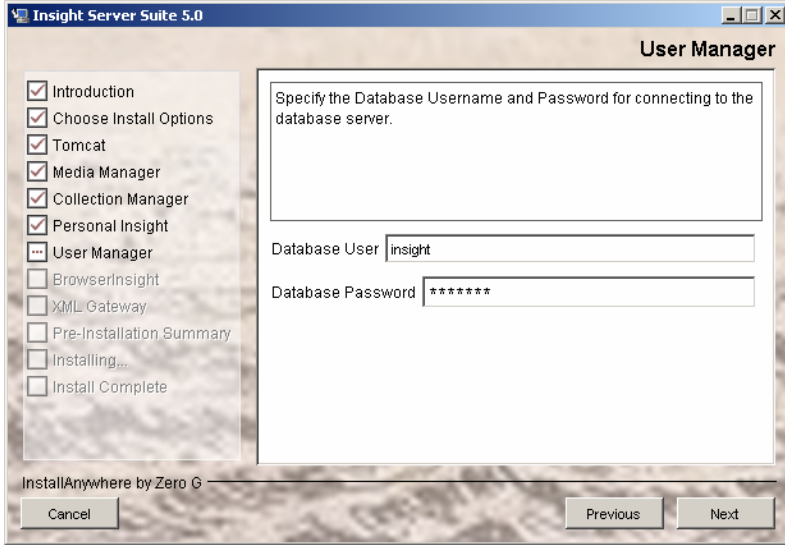 Insight Server Suite 5.0
User Manager
Introduction
Choose Install Options
Tomcat
Media Manager
Collection Manager
Personal Insight
User Manager
BrowserInsight
XML Gateway
Pre-Installation Summary
Installing...
Install Complete
Specify the Database Username and Password for connecting to the
database server.
Database User insight
Database Password *******
InstallAnywhere by Zero G
Cancel Previous Next